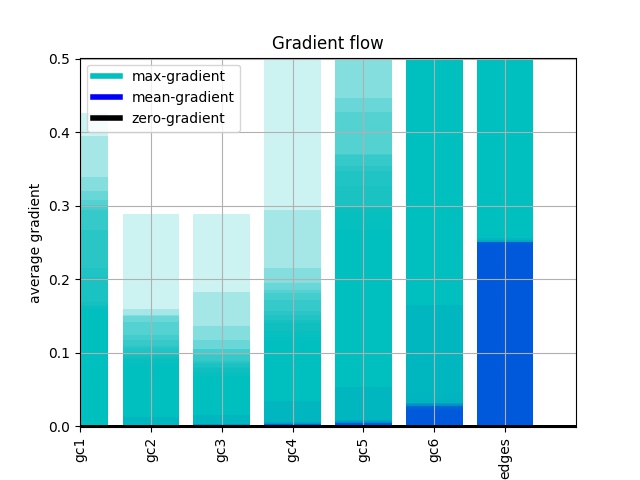 Gradient flow
max-gradient
mean-gradient
zero-gradient
average gradient
0.5
0.4
0.3
0.2
0.1
0.0
gc1
gc2
gc3
gc4
gc5
gc6
edges